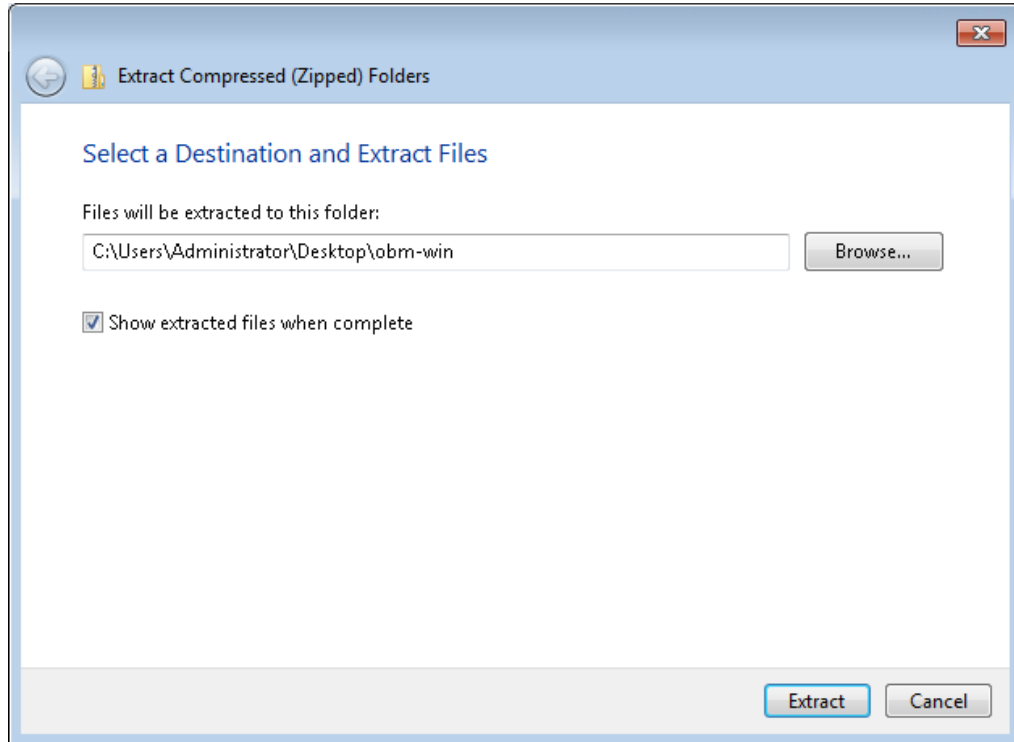 Extract Compressed (Zipped) Folders
Select a Destination and Extract Files
Files will be extracted to this folder:
C:\Users\Administrator\Desktop\obm-win
Browse...
Show extracted files when complete
Extract
Cancel